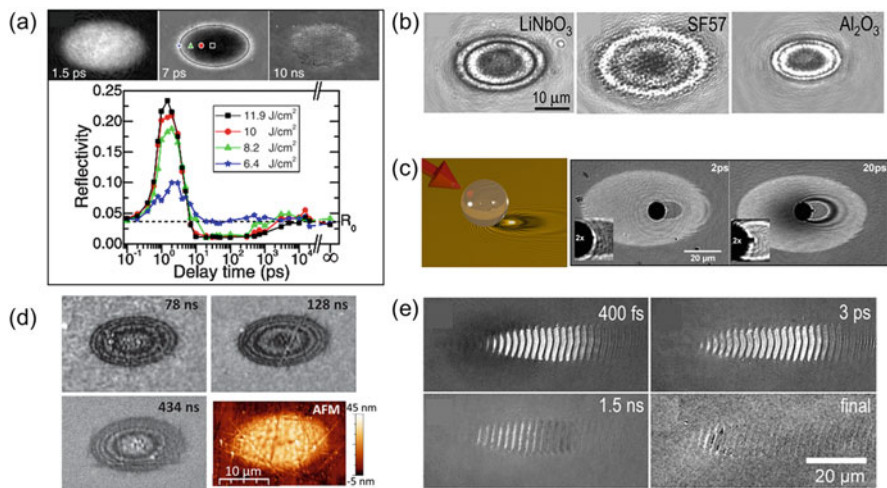 (a)
1.5 ps
7 ps
10 ns
Reflectivity
0.25
0.20
0.15
0.10
0.05
0.00
11.9 J/cm²
10 J/cm²
8.2 J/cm²
6.4 J/cm²
R₀
10⁻¹ 10⁰ 10¹ 10² 10³ 10⁴ ∞
Delay time (ps)
(b)
LiNbO₃
SF57
Al₂O₃
10 µm
(c)
2ps
20ps
2x
2x
20 µm
(d)
78 ns
128 ns
434 ns
AFM
45 nm
-5 nm
10 µm
(e)
400 fs
3 ps
1.5 ns
final
20 µm